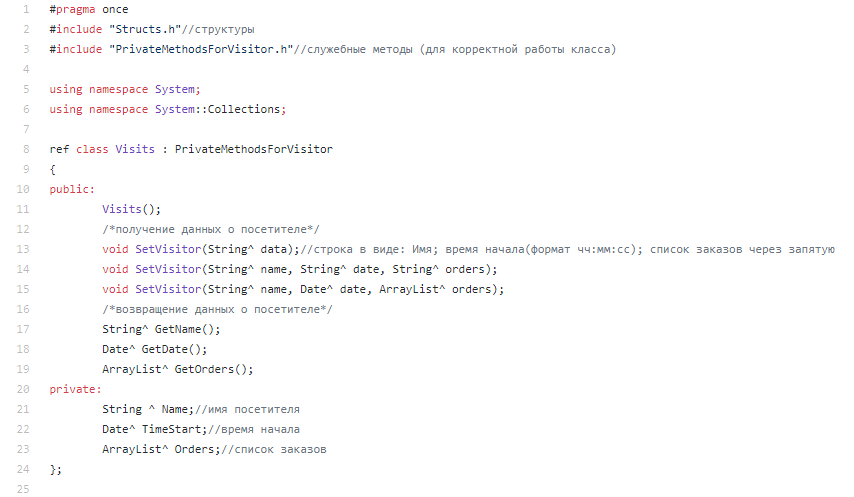 1 #pragma once
2 #include "Structs.h"//структуры
3 #include "PrivateMethodsForVisitor.h"//служебные методы (для корректной работы класса)
4
5 using namespace System;
6 using namespace System::Collections;
7
8 ref class Visits : PrivateMethodsForVisitor
9 {
10 public:
11 Visits();
12 /*получение данных о посетителе*/
13 void SetVisitor(String^ data);//строка в виде: Имя; время начала(формат чч:мм:сс); список заказов через запятую
14 void SetVisitor(String^ name, String^ date, String^ orders);
15 void SetVisitor(String^ name, Date^ date, ArrayList^ orders);
16 /*возвращение данных о посетителе*/
17 String^ GetName();
18 Date^ GetDate();
19 ArrayList^ GetOrders();
20 private:
21 String ^ Name;//имя посетителя
22 Date^ TimeStart;//время начала
23 ArrayList^ Orders;//список заказов
24 };
25